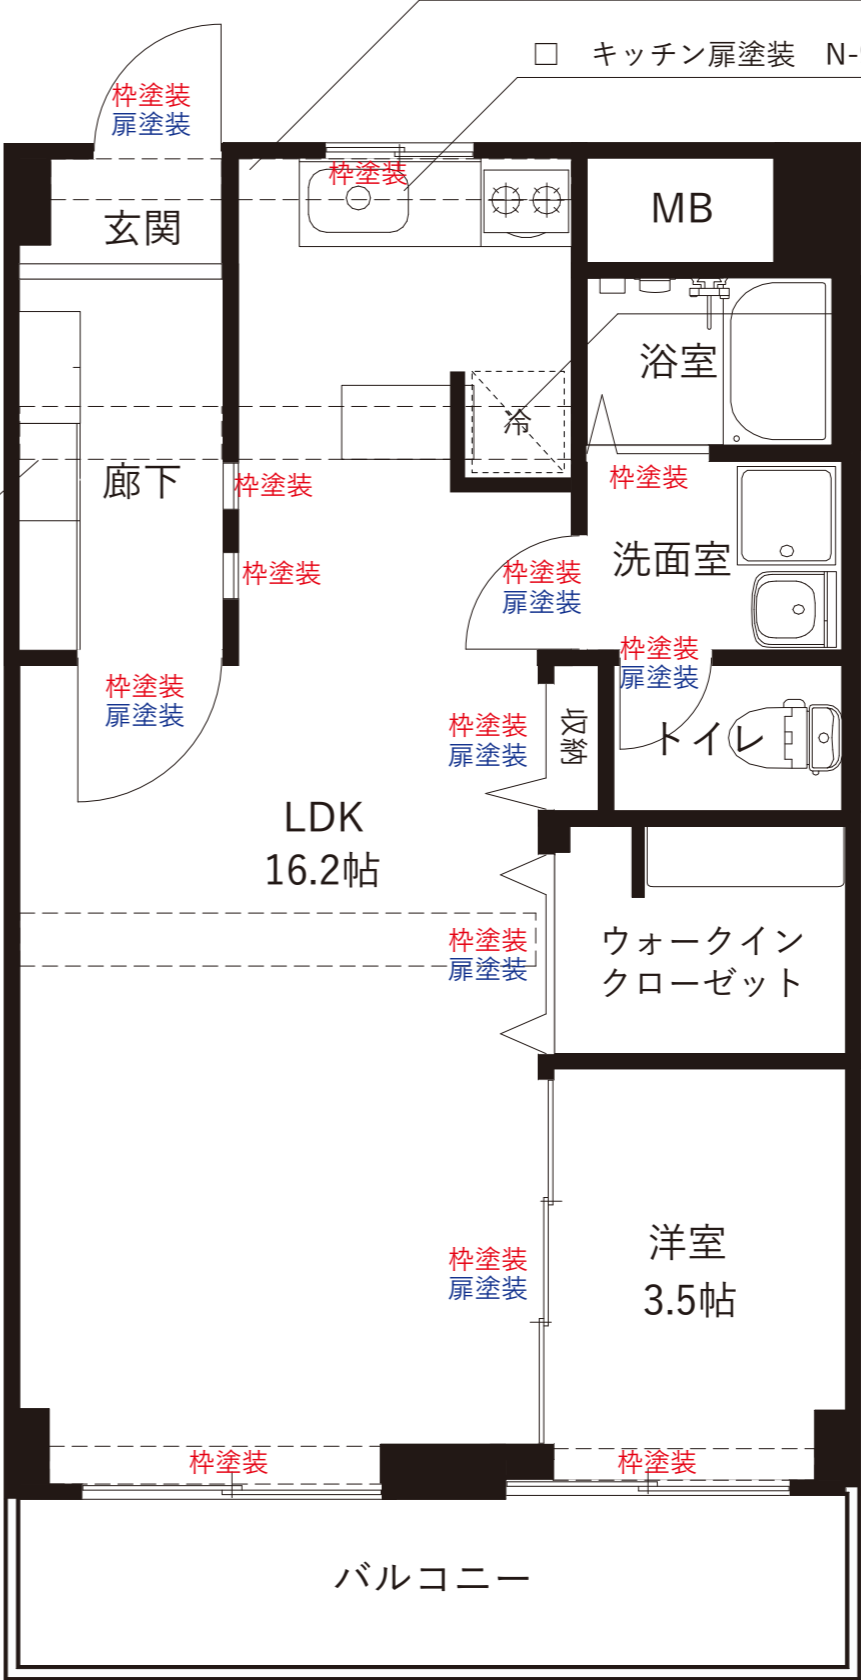 □ キッチン扉塗装 N-
枠塗装
扉塗装
枠塗装
玄関
MB
浴室
冷
廊下
枠塗装
枠塗装
洗面室
枠塗装
枠塗装
扉塗装
枠塗装
扉塗装
枠塗装
扉塗装
枠塗装
扉塗装
収納
トイレ
LDK
16.2帖
枠塗装
扉塗装
ウォークイン
クローゼット
枠塗装
扉塗装
洋室
3.5帖
枠塗装
枠塗装
バルコニー